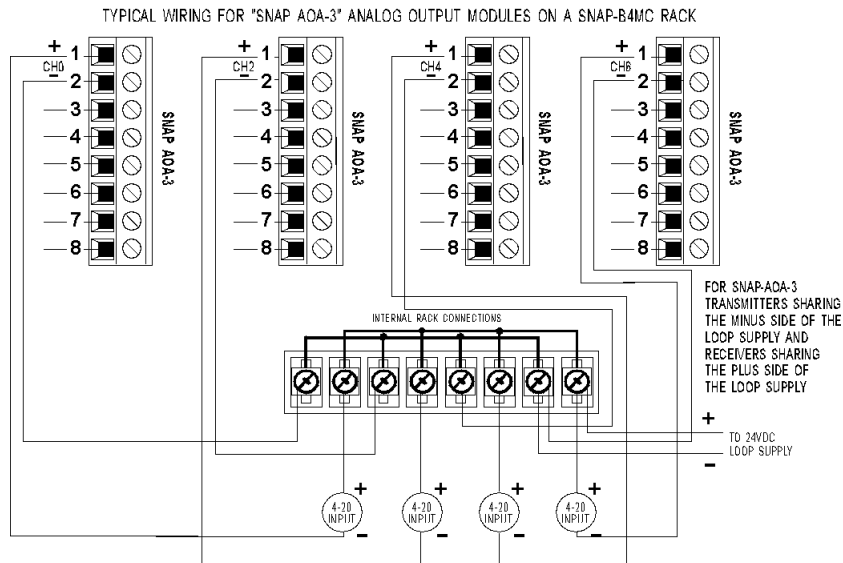 TYPICAL WIRING FOR "SNAP AOA-3" ANALOG OUTPUT MODULES ON A SNAP-B4MC RACK
+ 1
CH0
- 2
3
4
5
6
7
8
SNAP AOA-3
+ 1
CH2
- 2
3
4
5
6
7
8
SNAP AOA-3
+ 1
CH4
- 2
3
4
5
6
7
8
SNAP AOA-3
+ 1
CH6
- 2
3
4
5
6
7
8
SNAP AOA-3
FOR SNAP-AOA-3
TRANSMITTERS SHARING
THE MINUS SIDE OF THE
LOOP SUPPLY AND
RECEIVERS SHARING
THE PLUS SIDE OF
THE LOOP SUPPLY
INTERNAL RACK CONNECTIONS
+
TO 24VDC
LOOP SUPPLY
-
+
4-20
INPUT
-
+
4-20
INPUT
-
+
4-20
INPUT
-
+
4-20
INPUT
-